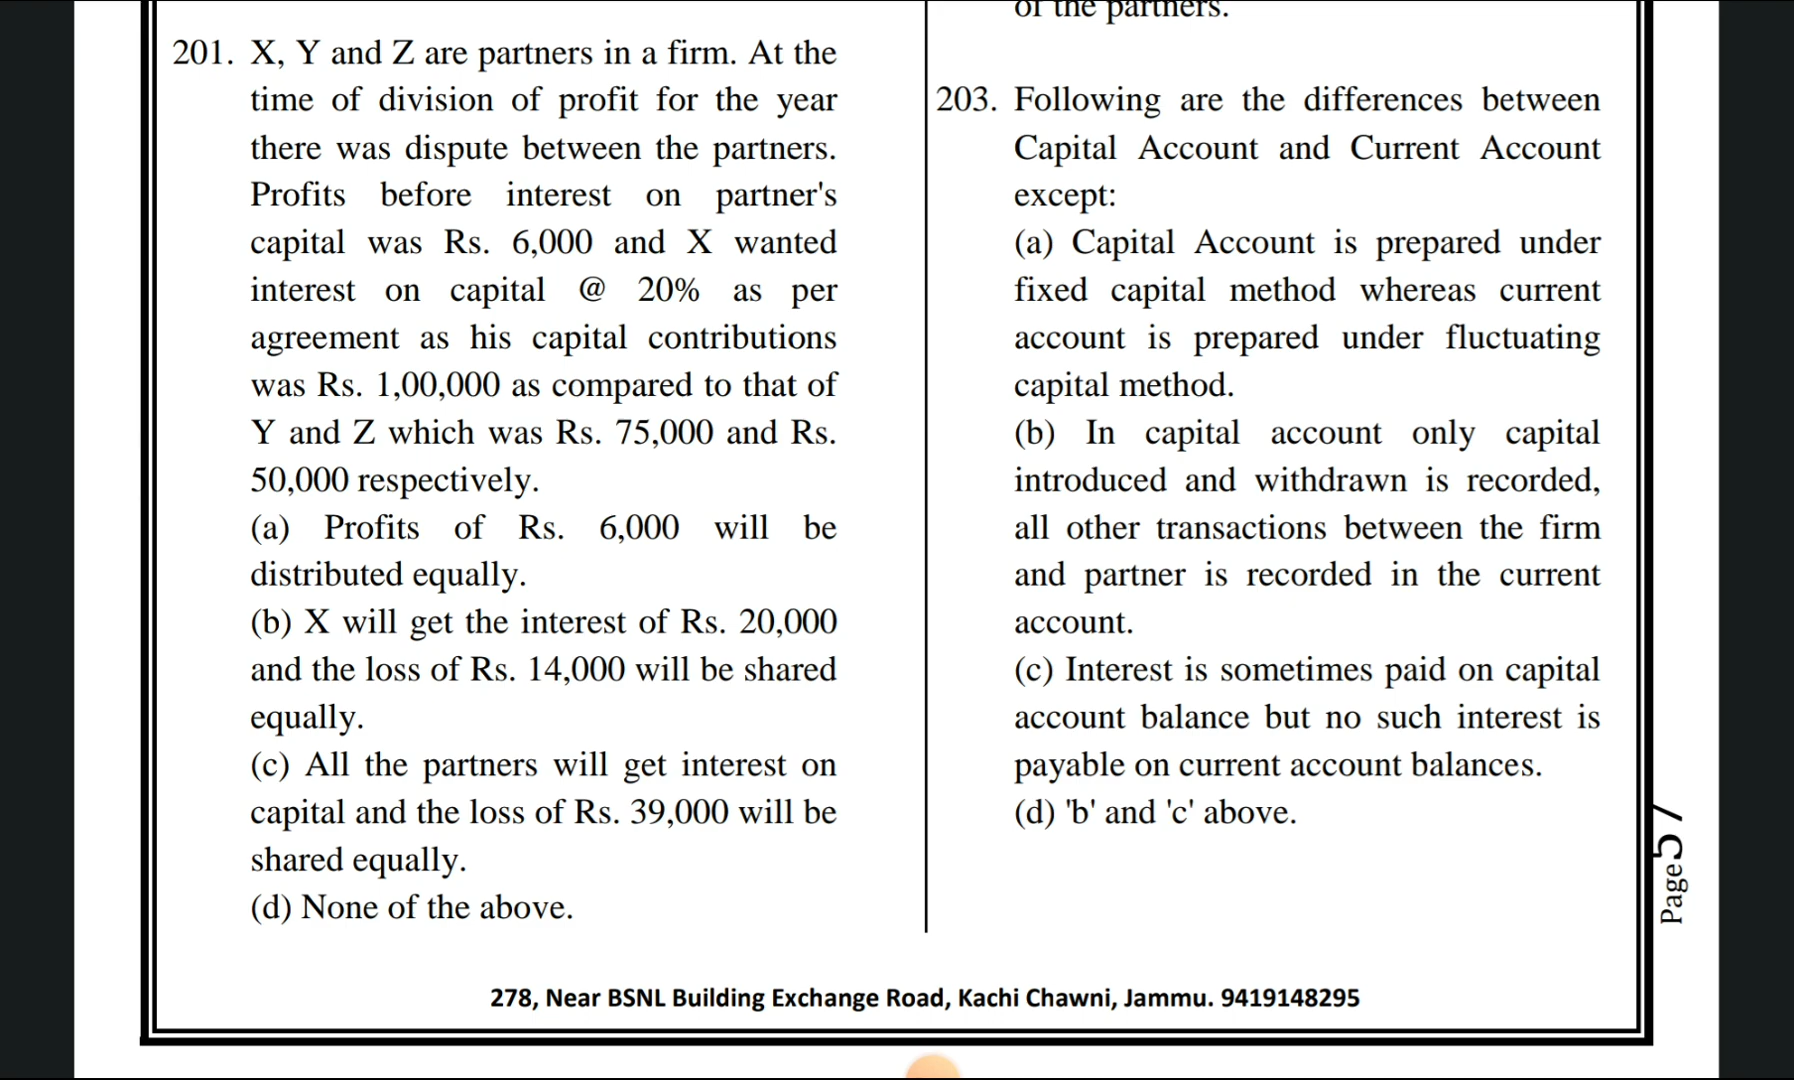 201. X, Y and Z are partners in a firm. At the
time of division of profit for the year
there was dispute between the partners.
Profits before interest on partner's
capital was Rs. 6,000 and X wanted
interest on capital @ 20% as per
agreement as his capital contributions
was Rs. 1,00,000 as compared to that of
Y and Z which was Rs. 75,000 and Rs.
50,000 respectively.
(a) Profits of Rs. 6,000 will be
distributed equally.
(b) X will get the interest of Rs. 20,000
and the loss of Rs. 14,000 will be shared
equally.
(c) All the partners will get interest on
capital and the loss of Rs. 39,000 will be
shared equally.
(d) None of the above.
of the partners.
203. Following are the differences between
Capital Account and Current Account
except:
(a) Capital Account is prepared under
fixed capital method whereas current
account is prepared under fluctuating
capital method.
(b) In capital account only capital
introduced and withdrawn is recorded,
all other transactions between the firm
and partner is recorded in the current
account.
(c) Interest is sometimes paid on capital
account balance but no such interest is
payable on current account balances.
(d) 'b' and 'c' above.
Page 57
278, Near BSNL Building Exchange Road, Kachi Chawni, Jammu. 9419148295